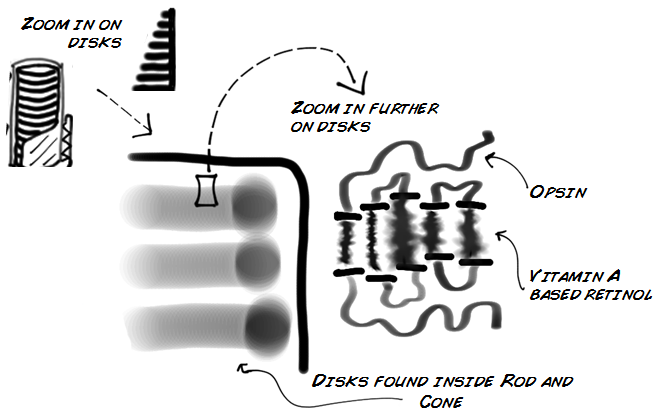 Zoom in on
disks
Zoom in further
on disks
Opsin
Vitamin A
based retinol
Disks found inside Rod and
Cone